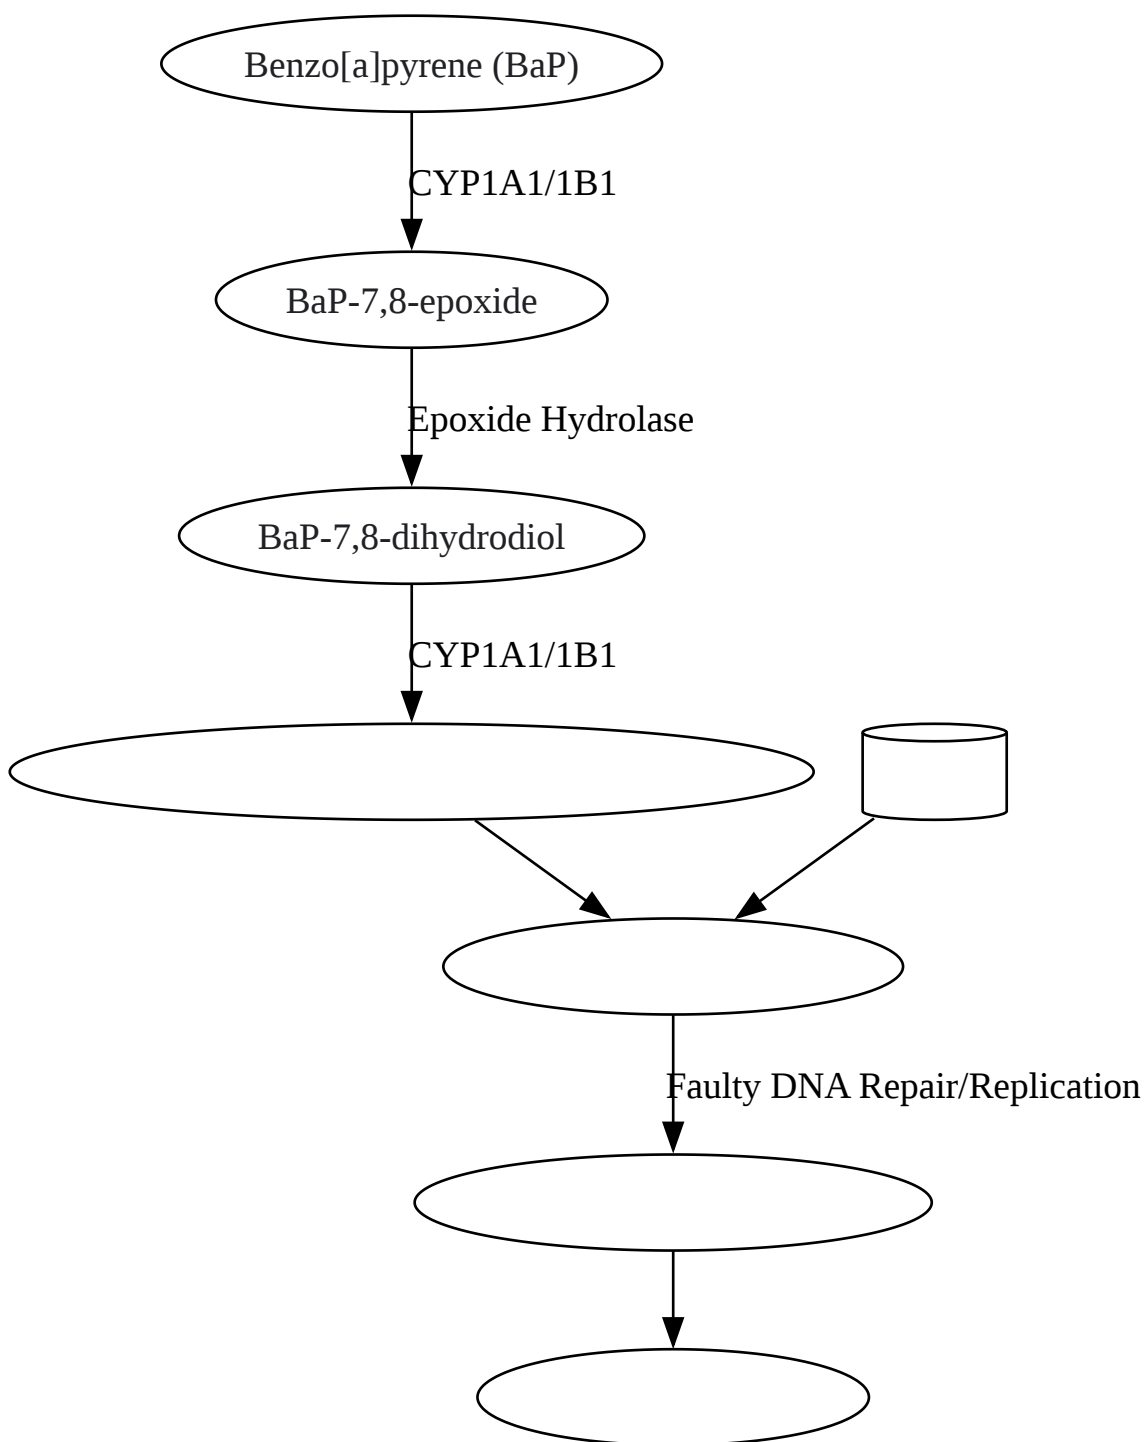 Benzo[a]pyrene (BaP)
CYP1A1/1B1
BaP-7,8-epoxide
Epoxide Hydrolase
BaP-7,8-dihydrodiol
CYP1A1/1B1
Faulty DNA Repair/Replication